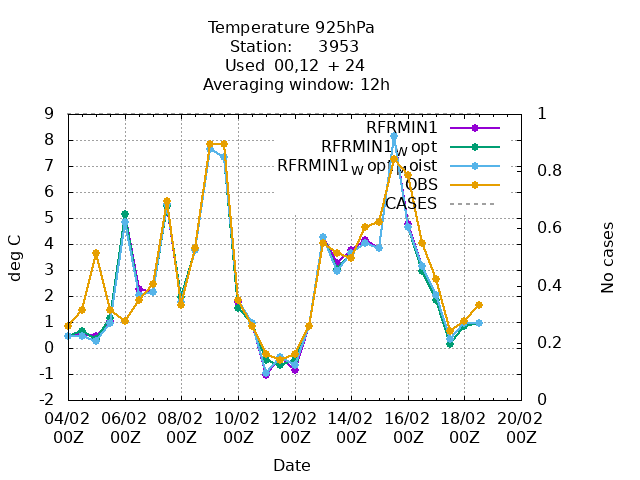 Temperature 925hPa
Station: 3953
Used 00,12 + 24
Averaging window: 12h
RFRMIN1
RFRMIN1_W opt
RFRMIN1_W opt_Moist
OBS
CASES
deg C
9
8
7
6
5
4
3
2
1
0
-1
-2
1
0.8
0.6
0.4
0.2
0
No cases
04/02 06/02 08/02 10/02 12/02 14/02 16/02 18/02 20/02
00Z 00Z 00Z 00Z 00Z 00Z 00Z 00Z 00Z
Date